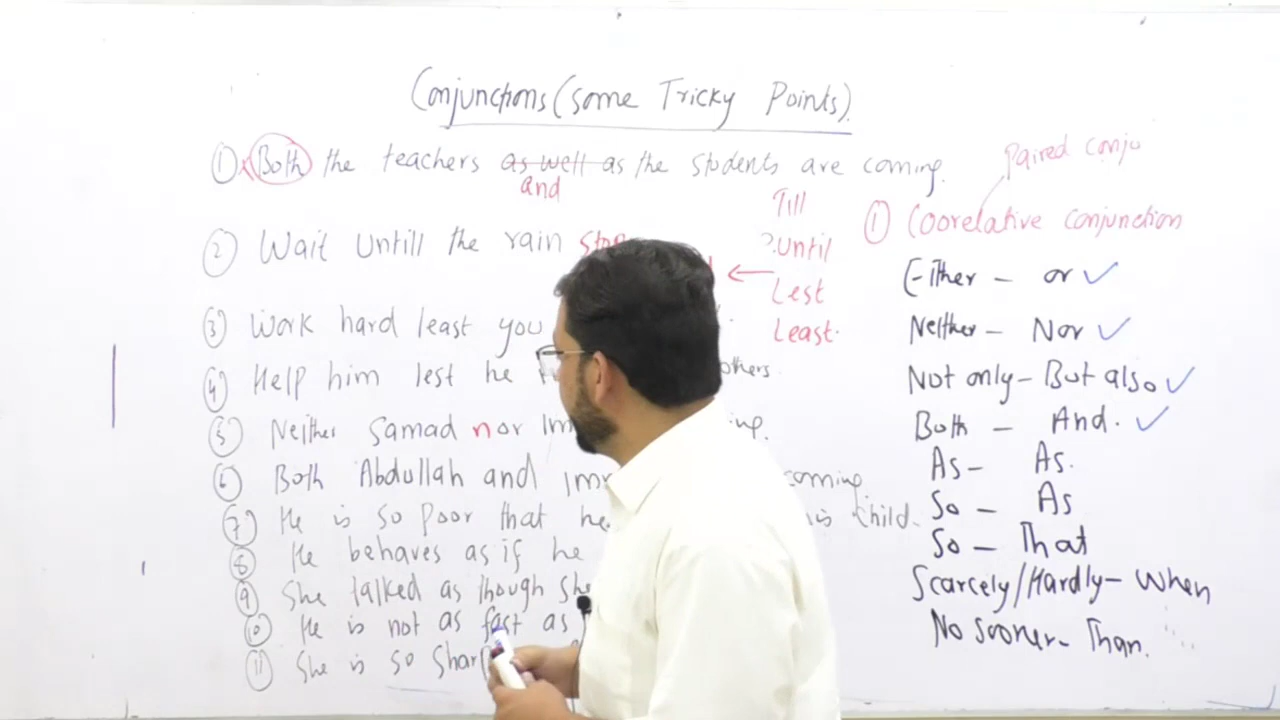 Conjunctions (Some Tricky Points).
① Both the teachers as well as the students are coming.
and
② Wait Untill the rain
③ Work hard least you
④ Help him lest he others.
⑤ Neither Samad nor
⑥ Both Abdullah and coming
⑦ He is so poor that he his child.
⑧ He behaves as if he
⑨ She talked as though she
⑩ He is not as fast as
⑪ She is so
Till
Until
Lest
Least.
Paired conju
① Coorelative conjunction
Either - or ✓
Neither - Nor ✓
Not only - But also ✓
Both - And. ✓
As - As.
So - As
So - That
Scarcely/Hardly - When
No sooner - Than.